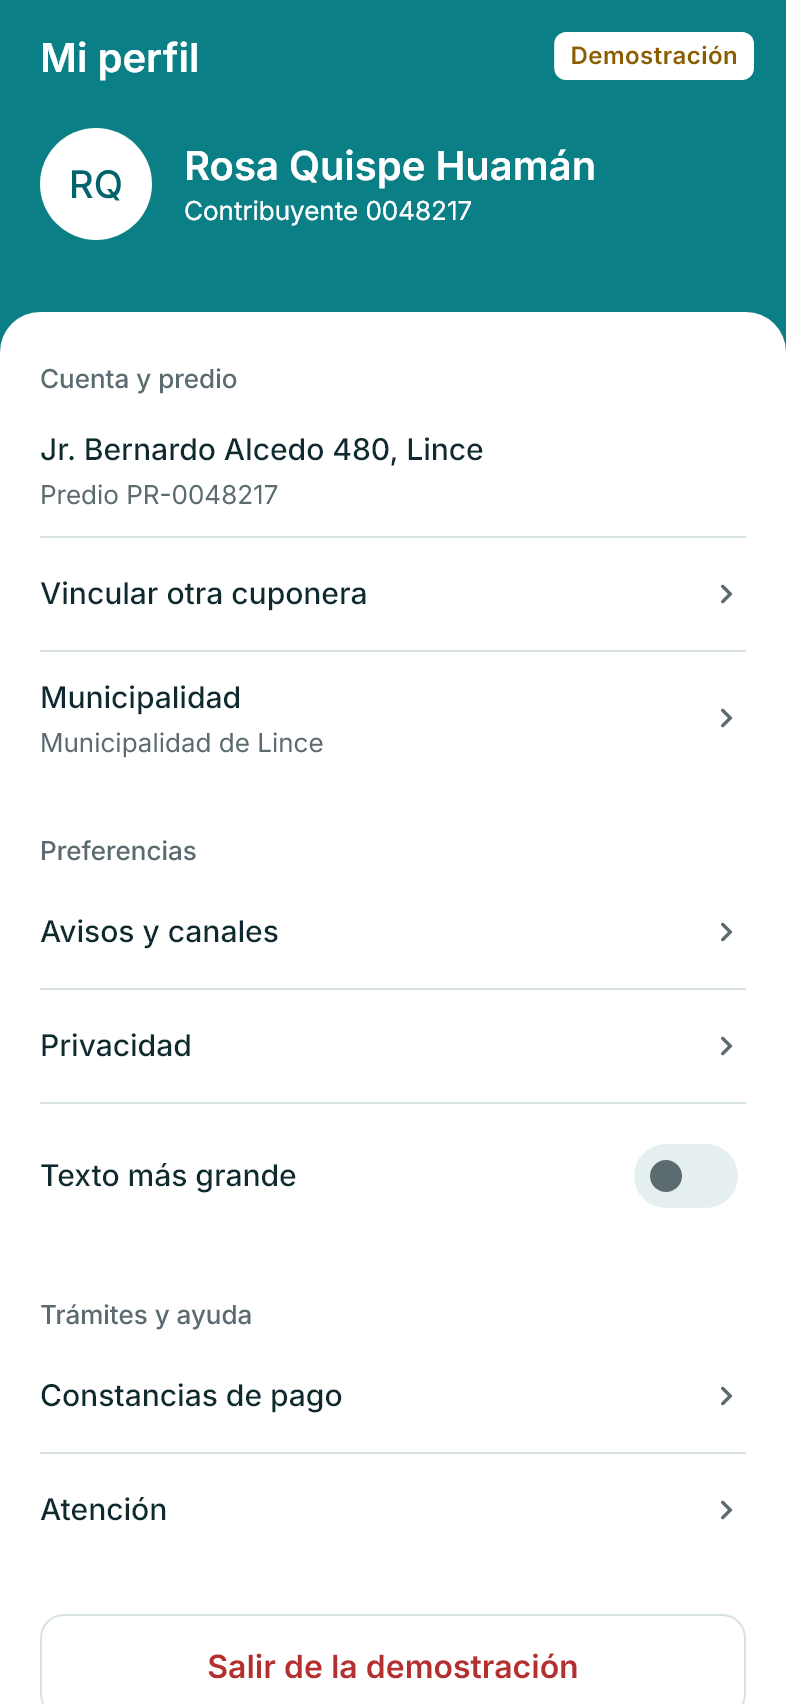 Mi perfil
Demostración
RQ
Rosa Quispe Huamán
Contribuyente 0048217
Cuenta y predio
Jr. Bernardo Alcedo 480, Lince
Predio PR-0048217
Vincular otra cuponera
Municipalidad
Municipalidad de Lince
Preferencias
Avisos y canales
Privacidad
Texto más grande
Trámites y ayuda
Constancias de pago
Atención
Salir de la demostración